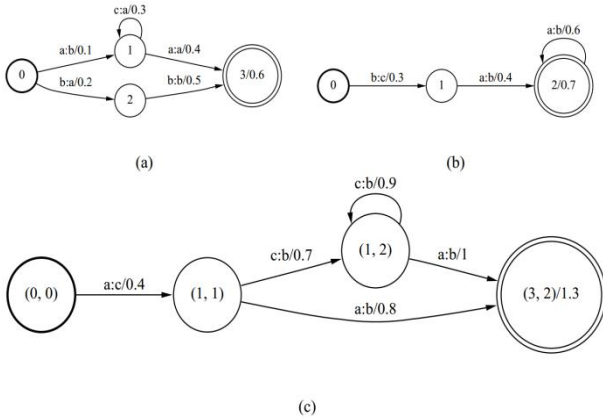 c:a/0.3
a:b/0.1
1
a:a/0.4
0
3/0.6
b:a/0.2
2
b:b/0.5
(a)
a:b/0.6
0
b:c/0.3
1
a:b/0.4
2/0.7
(b)
c:b/0.9
(1, 2)
c:b/0.7
a:b/1
(0, 0)
a:c/0.4
(1, 1)
(3, 2)/1.3
a:b/0.8
(c)